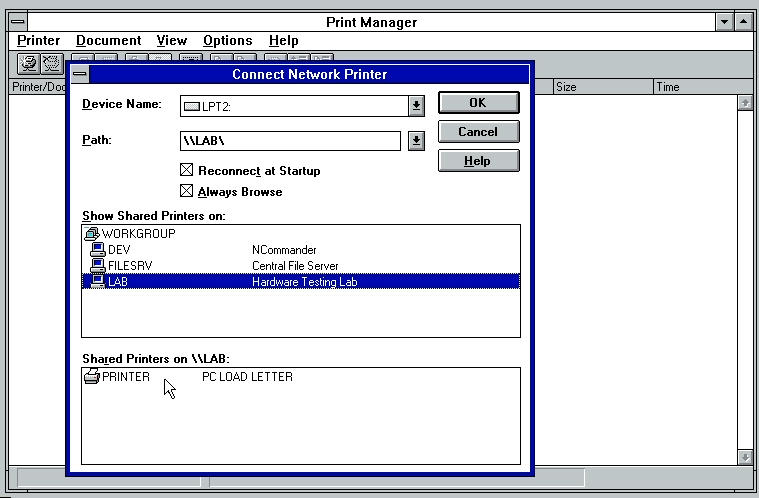 Print Manager
Printer Document View Options Help
Connect Network Printer
Printer/Doc Size Time
Device Name: LPT2: OK
Path: \\LAB\ Cancel
Help
Reconnect at Startup
Always Browse
Show Shared Printers on:
WORKGROUP
DEV NCommander
FILESRV Central File Server
LAB Hardware Testing Lab
Shared Printers on \\LAB:
PRINTER PC LOAD LETTER